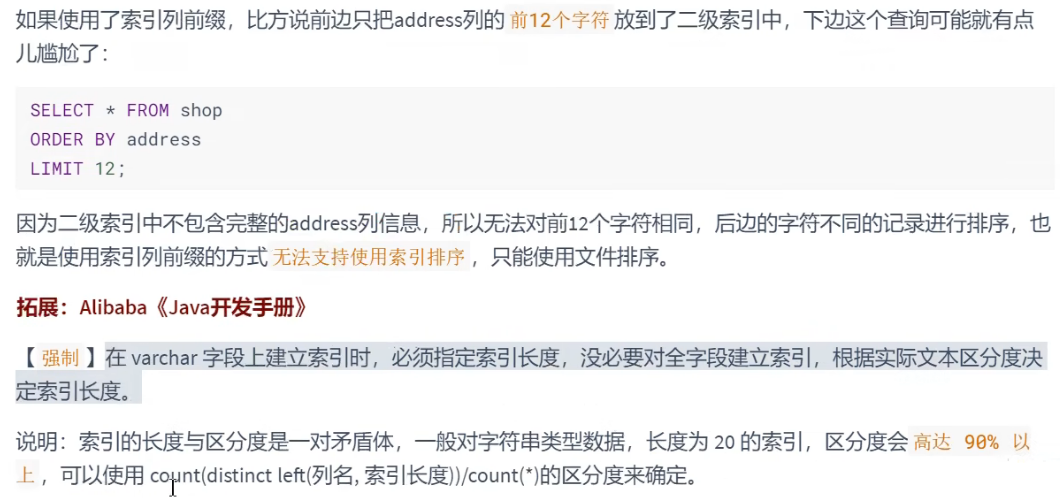 如果使用了索引列前缀，比方说前边只把address列的 前12个字符 放到了二级索引中，下边这个查询可能就有点
儿尴尬了：
SELECT * FROM shop
ORDER BY address
LIMIT 12;
因为二级索引中不包含完整的address列信息，所以无法对前12个字符相同，后边的字符不同的记录进行排序，也
就是使用索引列前缀的方式 无法支持使用索引排序 ，只能使用文件排序。
拓展：Alibaba《Java开发手册》
【 强制 】在 varchar 字段上建立索引时，必须指定索引长度，没必要对全字段建立索引，根据实际文本区分度决
定索引长度。
说明：索引的长度与区分度是一对矛盾体，一般对字符串类型数据，长度为 20 的索引，区分度会 高达 90% 以
上 ，可以使用 count(distinct left(列名, 索引长度))/count(*)的区分度来确定。